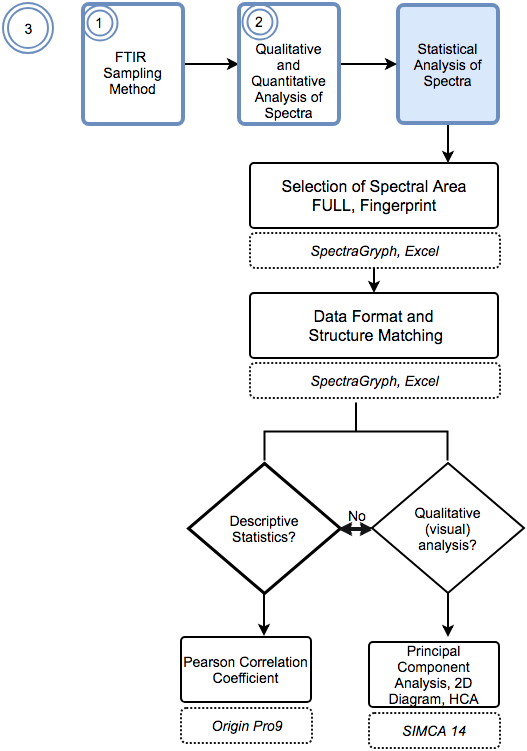 3
1
FTIR
Sampling
Method
2
Qualitative
and
Quantitative
Analysis of
Spectra
Statistical
Analysis of
Spectra
Selection of Spectral Area
FULL, Fingerprint
SpectraGryph, Excel
Data Format and
Structure Matching
SpectraGryph, Excel
Descriptive
Statistics?
No
Qualitative
(visual)
analysis?
Pearson Correlation
Coefficient
Origin Pro9
Principal
Component
Analysis, 2D
Diagram, HCA
SIMCA 14